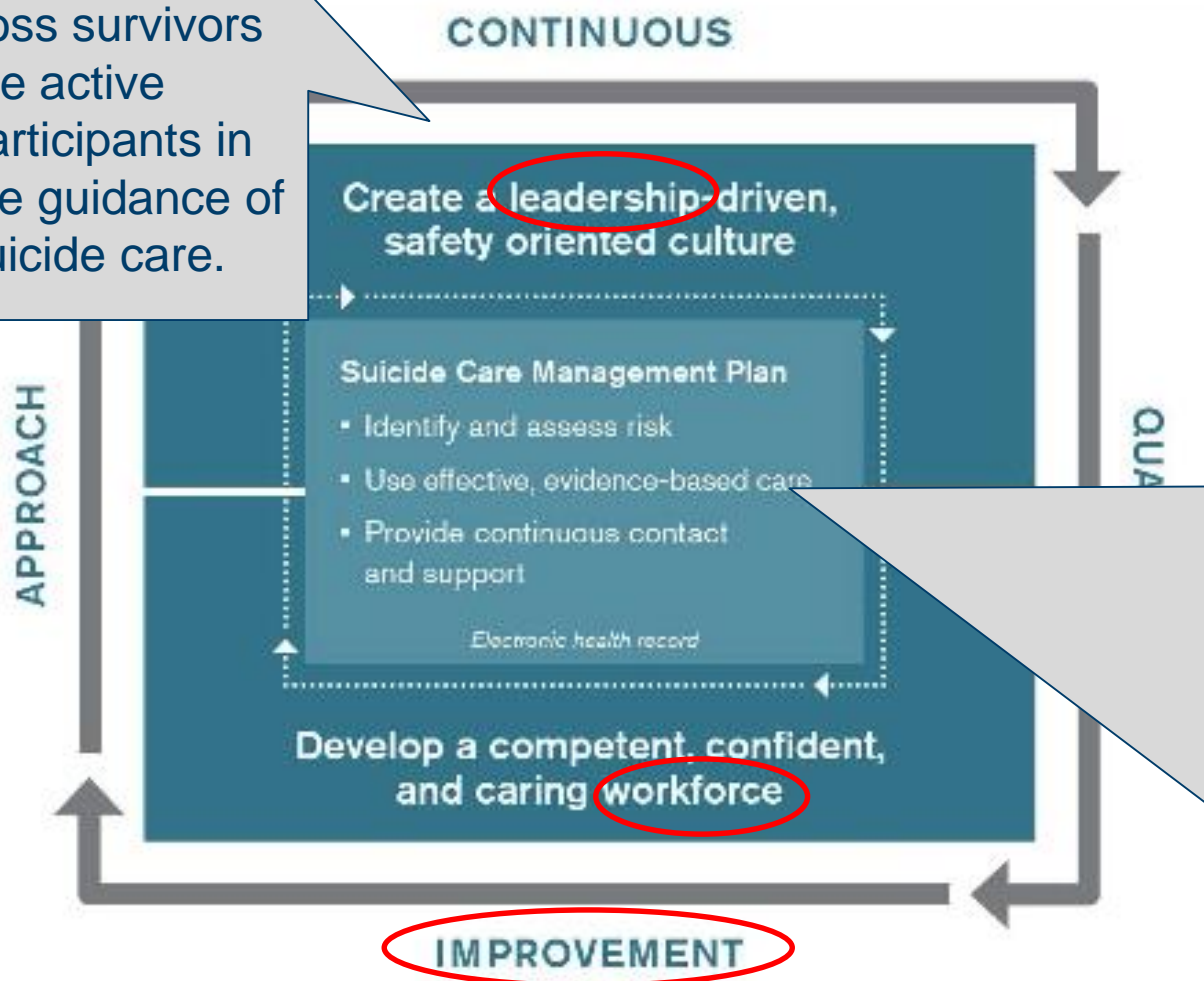 oss survivors
e active
articipants in
e guidance of
uicide care.
CONTINUOUS
Create a leadership-driven,
safety oriented culture
Suicide Care Management Plan
▪ Identify and assess risk
▪ Use effective, evidence-based care
▪ Provide continuous contact
and support
Electronic health record
Develop a competent, confident,
and caring workforce
APPROACH
QUA
IMPROVEMENT